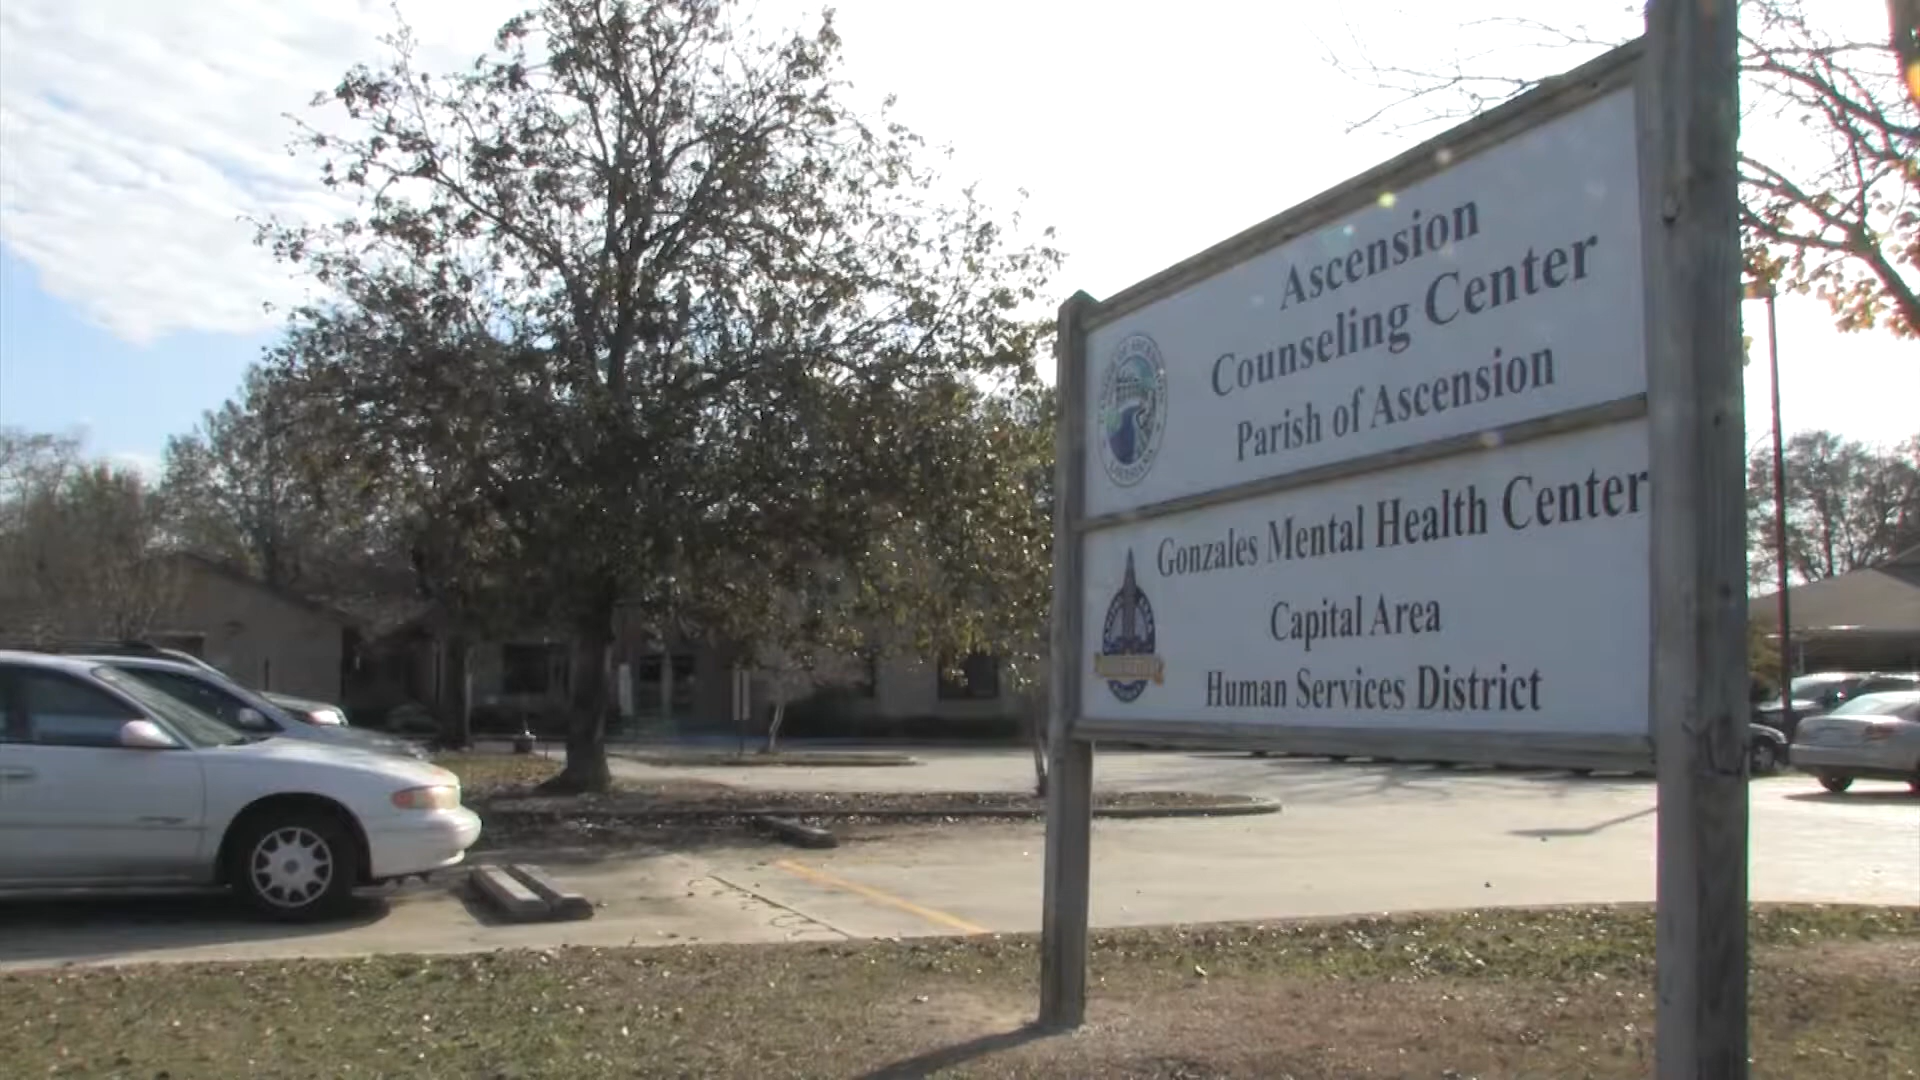 Ascension
Counseling Center
Parish of Ascension
Gonzales Mental Health Center
Capital Area
Human Services District